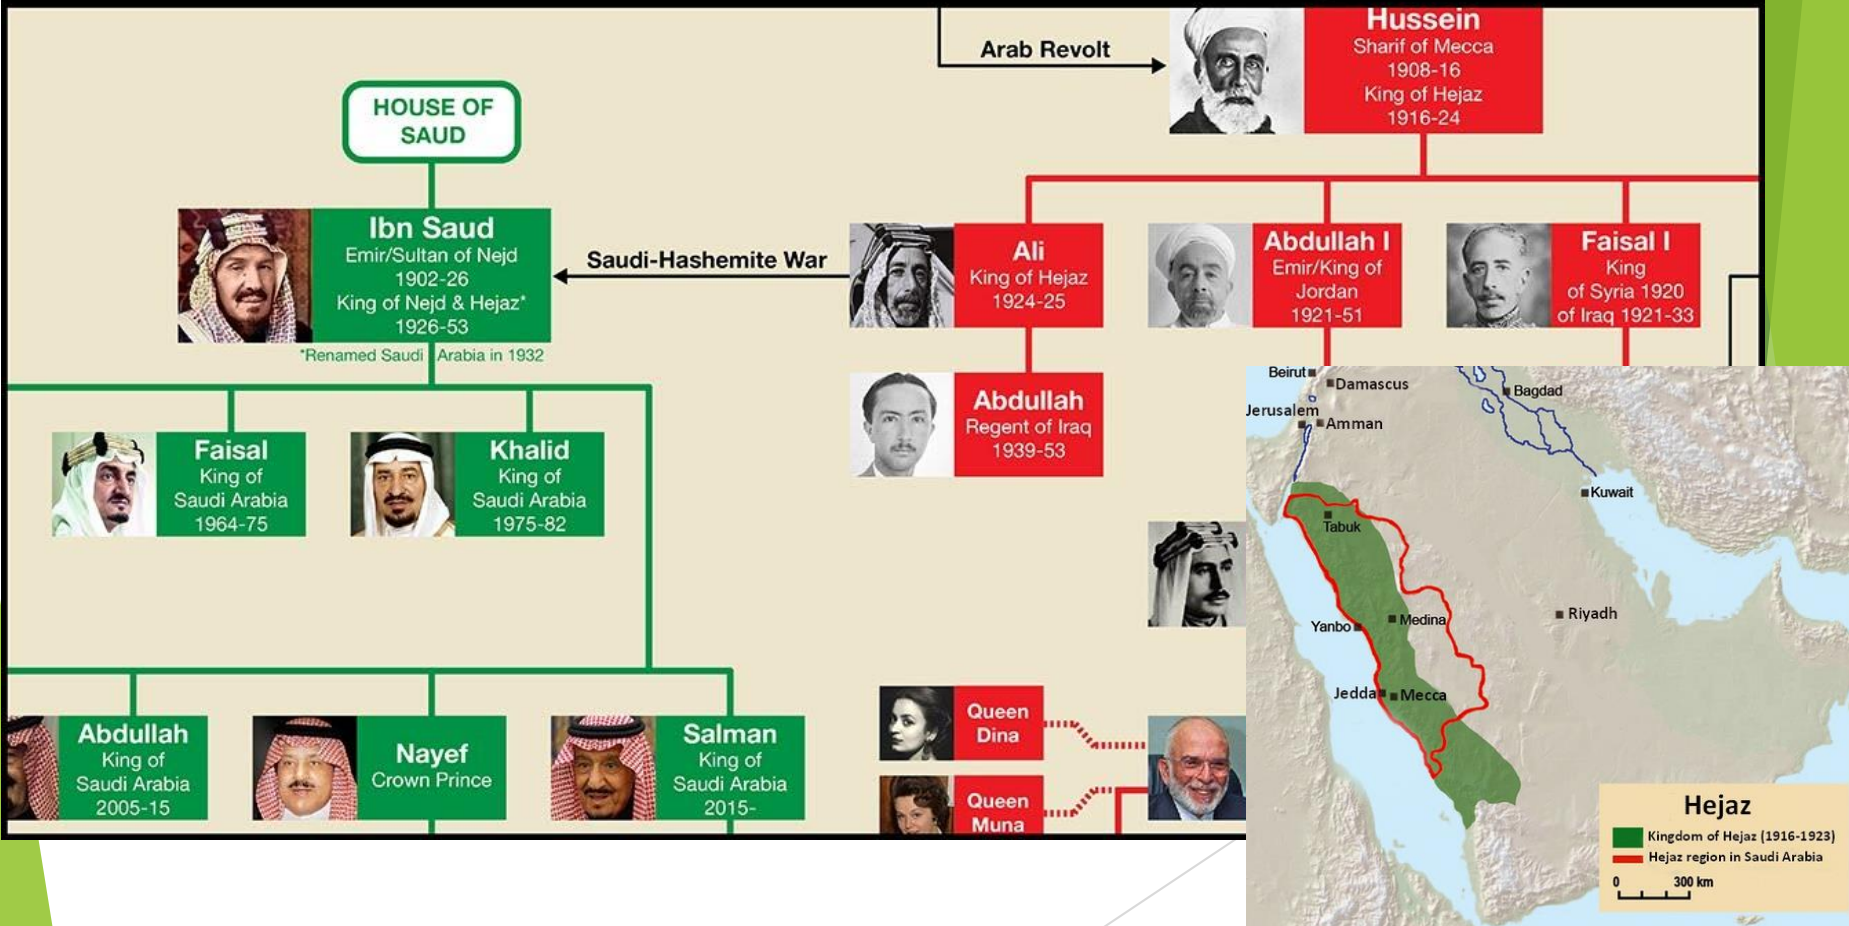 Arab Revolt
Hussein
Sharif of Mecca
1908-16
King of Hejaz
1916-24
HOUSE OF
SAUD
Ibn Saud
Emir/Sultan of Nejd
1902-26
King of Nejd & Hejaz*
1926-53
*Renamed Saudi Arabia in 1932
Saudi-Hashemite War
Ali
King of Hejaz
1924-25
Abdullah I
Emir/King of
Jordan
1921-51
Faisal I
King
of Syria 1920
of Iraq 1921-33
Abdullah
Regent of Iraq
1939-53
Faisal
King of
Saudi Arabia
1964-75
Khalid
King of
Saudi Arabia
1975-82
Abdullah
King of
Saudi Arabia
2005-15
Nayef
Crown Prince
Salman
King of
Saudi Arabia
2015-
Queen
Dina
Queen
Muna
Beirut
Damascus
Bagdad
Jerusalem
Amman
Kuwait
Tabuk
Riyadh
Yanbo
Medina
Jedda
Mecca
Hejaz
Kingdom of Hejaz (1916-1923)
Hejaz region in Saudi Arabia
0 300 km